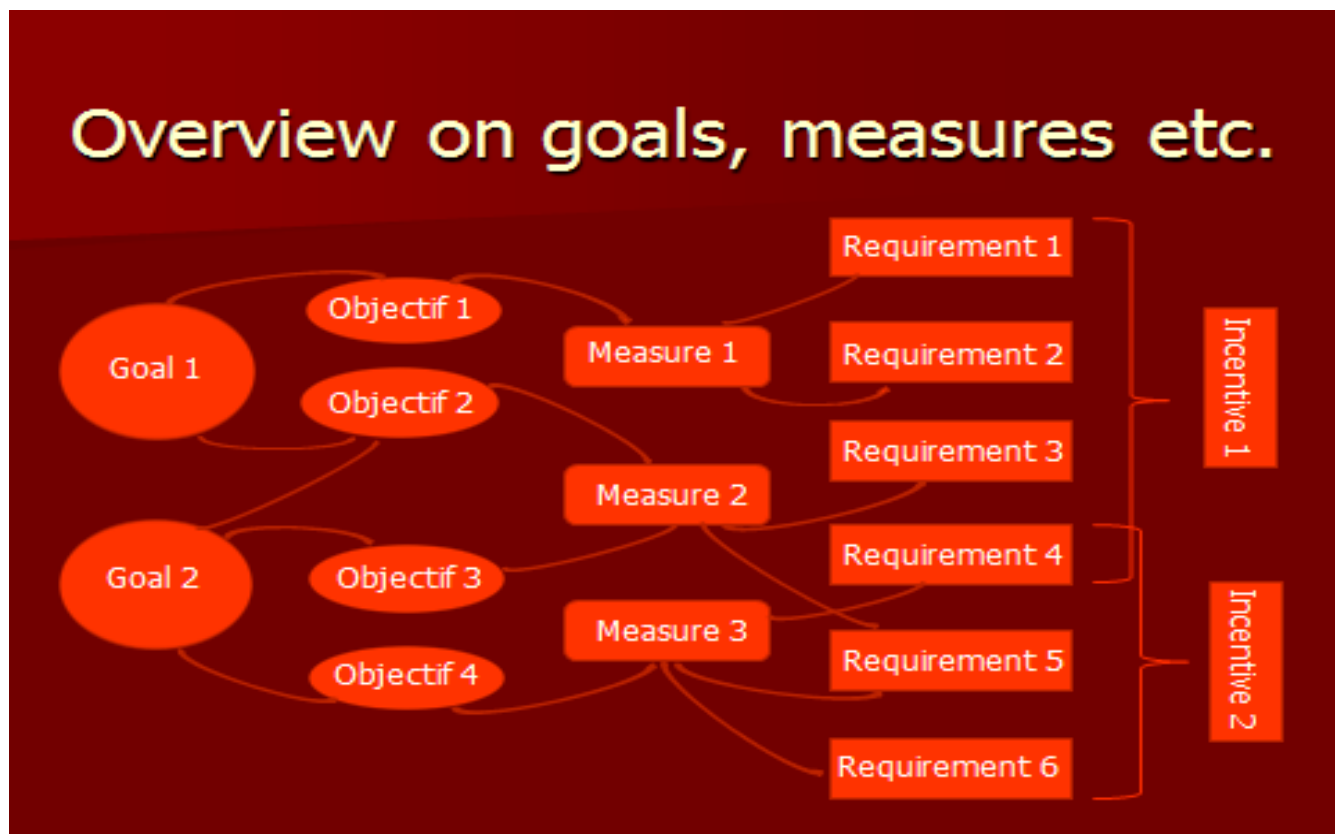 Overview on goals, measures etc.
Goal 1
Goal 2
Objectif 1
Objectif 2
Objectif 3
Objectif 4
Measure 1
Measure 2
Measure 3
Requirement 1
Requirement 2
Requirement 3
Requirement 4
Requirement 5
Requirement 6
Incentive 1
Incentive 2